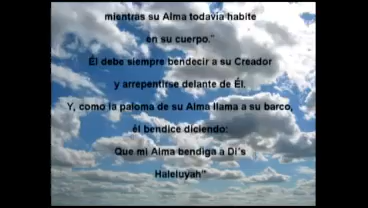 mientras su Alma todavía habite
en su cuerpo."
Él debe siempre bendecir a su Creador
y arrepentirse delante de Él.
Y, como la paloma de su Alma llama a su barco,
él bendice diciendo:
Que mi Alma bendiga a Di's
Haleluyah"